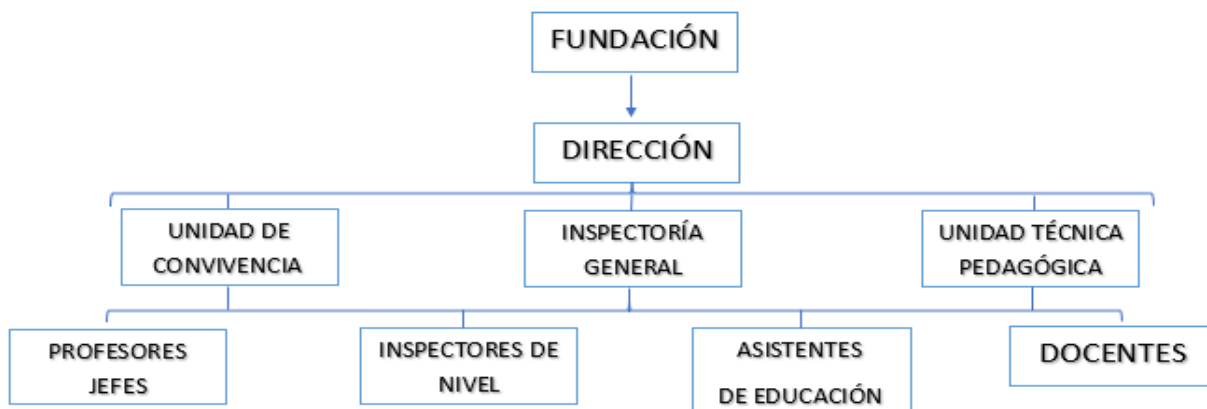 FUNDACIÓN
DIRECCIÓN
UNIDAD DE
CONVIVENCIA
INSPECTORÍA
GENERAL
UNIDAD TÉCNICA
PEDAGÓGICA
PROFESORES
JEFES
INSPECTORES DE
NIVEL
ASISTENTES
DE EDUCACIÓN
DOCENTES